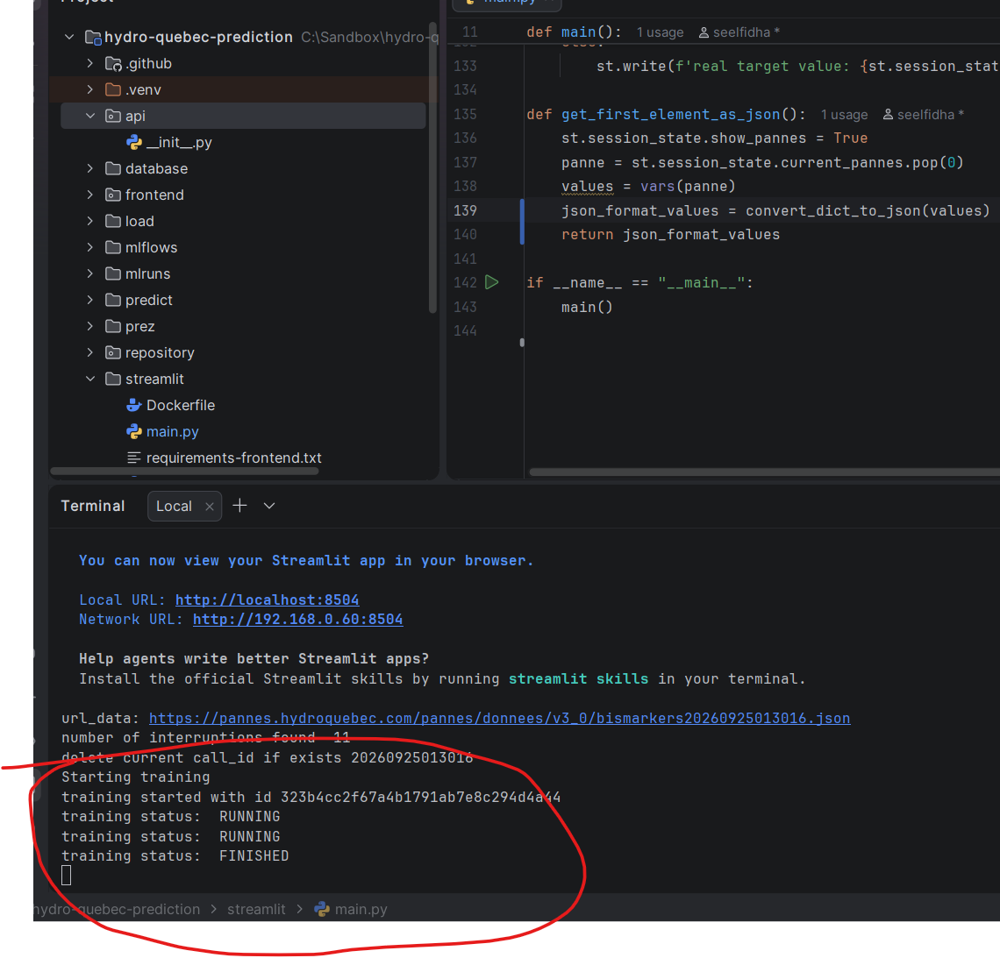 Project
hydro-quebec-prediction C:\Sandbox\hydro-q
.github
.venv
api
__init__.py
database
frontend
load
mlflows
mlruns
predict
prez
repository
streamlit
Dockerfile
main.py
requirements-frontend.txt
main.py
11 def main(): 1 usage seelfidha *
132 else:
133 st.write(f'real target value: {st.session_stat
134
135 def get_first_element_as_json(): 1 usage seelfidha *
136 st.session_state.show_pannes = True
137 panne = st.session_state.current_pannes.pop(0)
138 values = vars(panne)
139 json_format_values = convert_dict_to_json(values)
140 return json_format_values
141
142 if __name__ == "__main__":
143 main()
144
Terminal Local × +
You can now view your Streamlit app in your browser.
Local URL: http://localhost:8504
Network URL: http://192.168.0.60:8504
Help agents write better Streamlit apps?
Install the official Streamlit skills by running streamlit skills in your terminal.
url_data: https://pannes.hydroquebec.com/pannes/donnees/v3_0/bismarkers20260925013016.json
number of interruptions found 11
delete current call_id if exists 20260925013016
Starting training
training started with id 323b4cc2f67a4b1791ab7e8c294d4a44
training status: RUNNING
training status: RUNNING
training status: FINISHED
hydro-quebec-prediction > streamlit > main.py